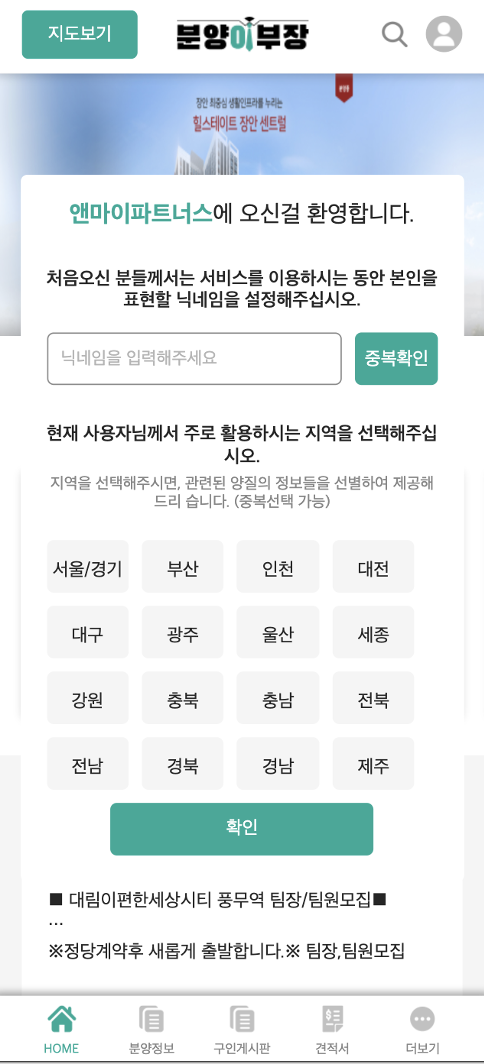 지도보기
분양이부장
분양중
장안 최중심 생활인프라를 누리는
힐스테이트 장안 센트럴
앤마이파트너스에 오신걸 환영합니다.
처음오신 분들께서는 서비스를 이용하시는 동안 본인을
표현할 닉네임을 설정해주십시오.
닉네임을 입력해주세요
중복확인
현재 사용자님께서 주로 활용하시는 지역을 선택해주십
시오.
지역을 선택해주시면, 관련된 양질의 정보들을 선별하여 제공해
드리 습니다. (중복선택 가능)
서울/경기 부산 인천 대전
대구 광주 울산 세종
강원 충북 충남 전북
전남 경북 경남 제주
확인
■ 대림이편한세상시티 풍무역 팀장/팀원모집■
...
※정당계약후 새롭게 출발합니다.※ 팀장,팀원모집
HOME 분양정보 구인게시판 견적서 더보기